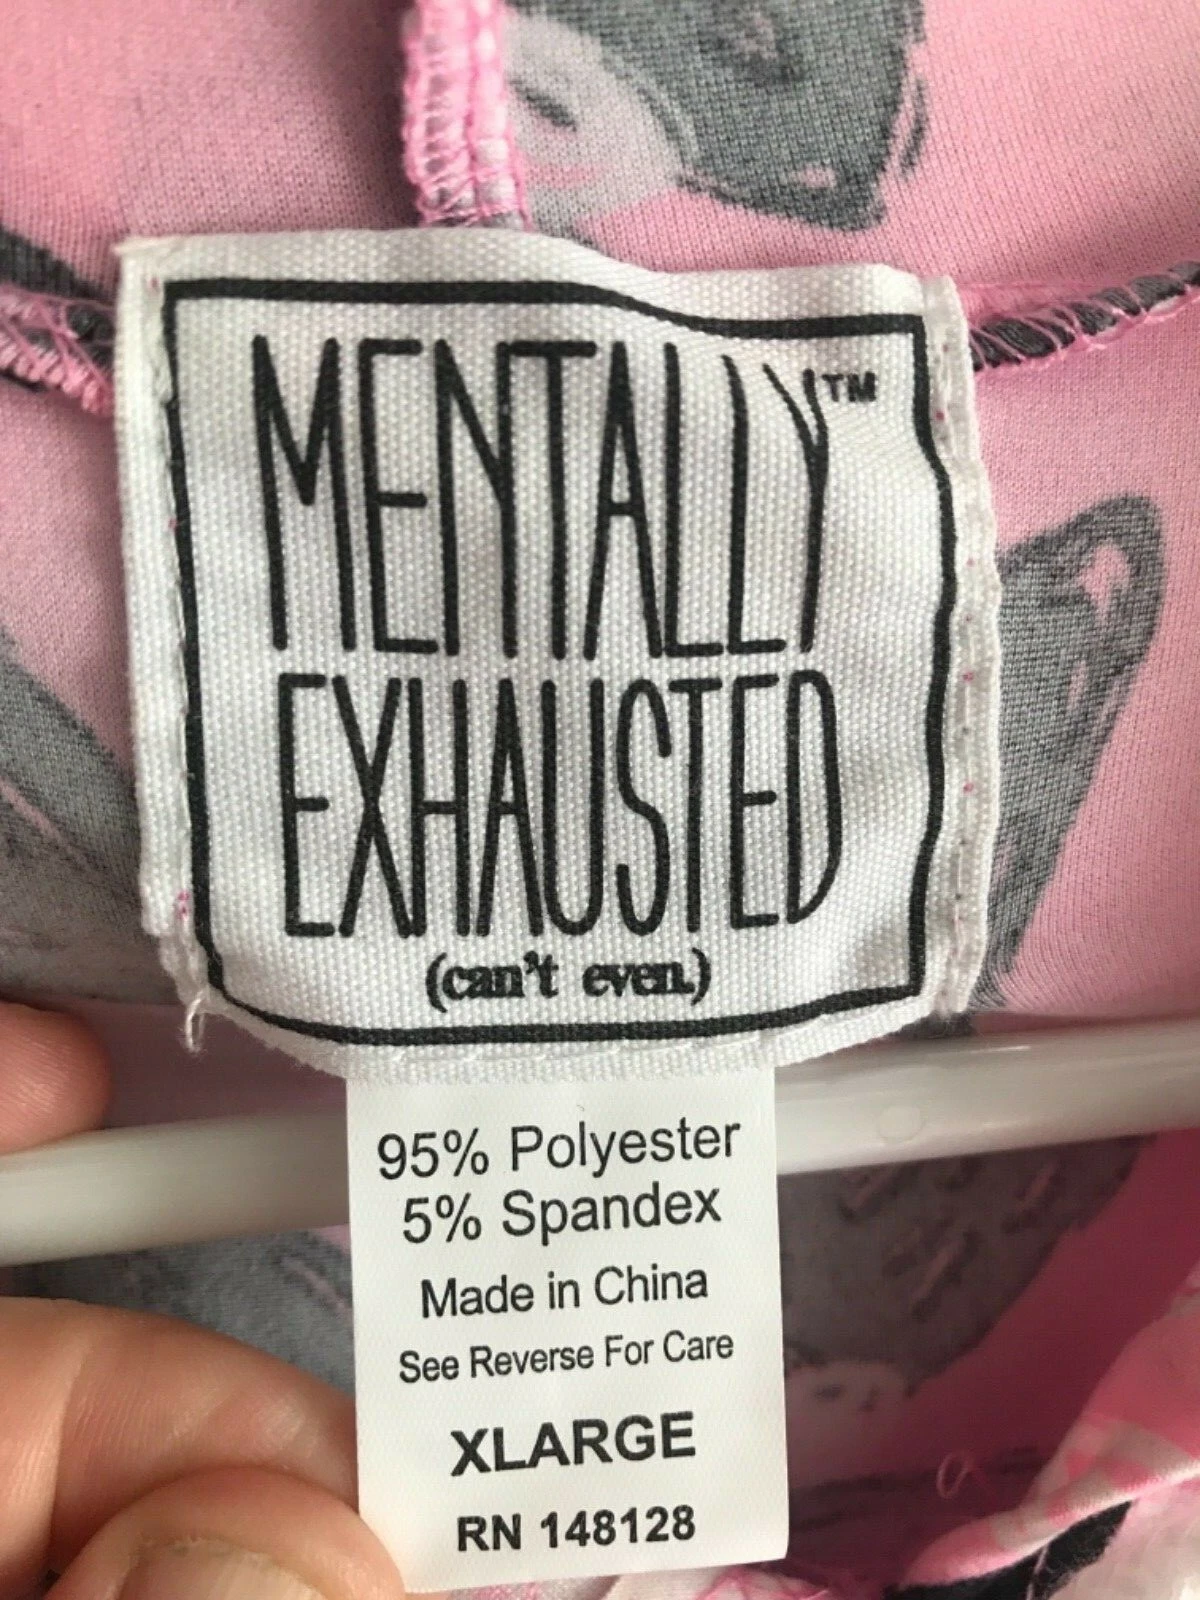 MENTALLY™
EXHAUSTED
(can't even.)
95% Polyester
5% Spandex
Made in China
See Reverse For Care
XLARGE
RN 148128